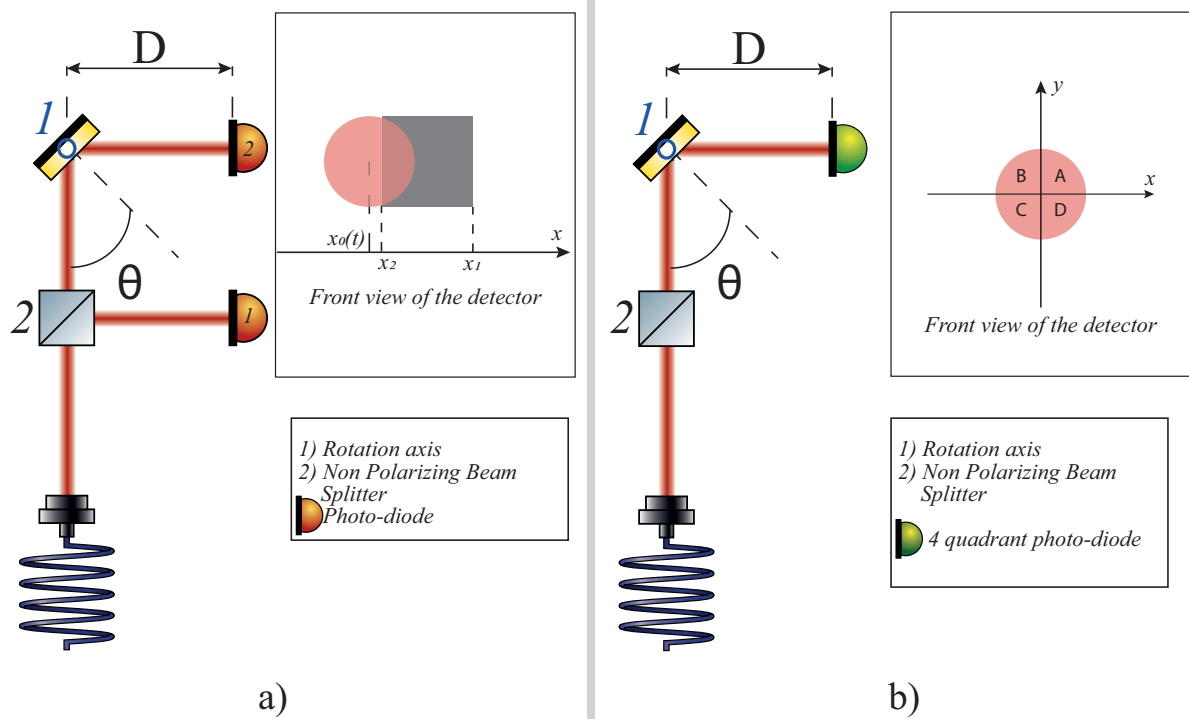 D
1
2
θ
2
1
x₀(t)
x₂
x₁
x
Front view of the detector
1) Rotation axis
2) Non Polarizing Beam
Splitter
Photo-diode
a)
D
1
θ
2
y
B
A
x
C
D
Front view of the detector
1) Rotation axis
2) Non Polarizing Beam
Splitter
4 quadrant photo-diode
b)